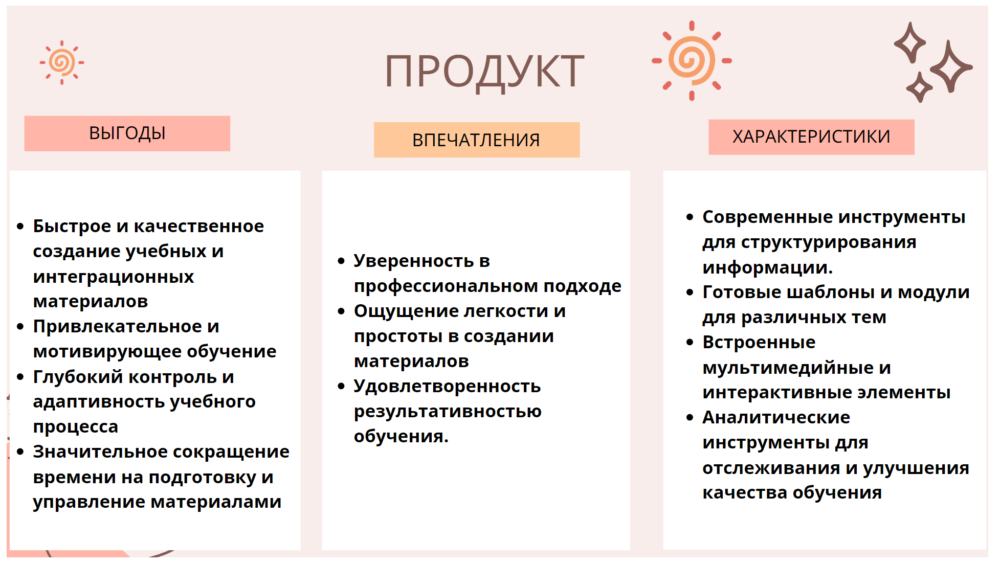 ПРОДУКТ
ВЫГОДЫ
• Быстрое и качественное
создание учебных и
интеграционных
материалов
• Привлекательное и
мотивирующее обучение
• Глубокий контроль и
адаптивность учебного
процесса
• Значительное сокращение
времени на подготовку и
управление материалами
ВПЕЧАТЛЕНИЯ
• Уверенность в
профессиональном подходе
• Ощущение легкости и
простоты в создании
материалов
• Удовлетворенность
результативностью
обучения.
ХАРАКТЕРИСТИКИ
• Современные инструменты
для структурирования
информации.
• Готовые шаблоны и модули
для различных тем
• Встроенные
мультимедийные и
интерактивные элементы
• Аналитические
инструменты для
отслеживания и улучшения
качества обучения